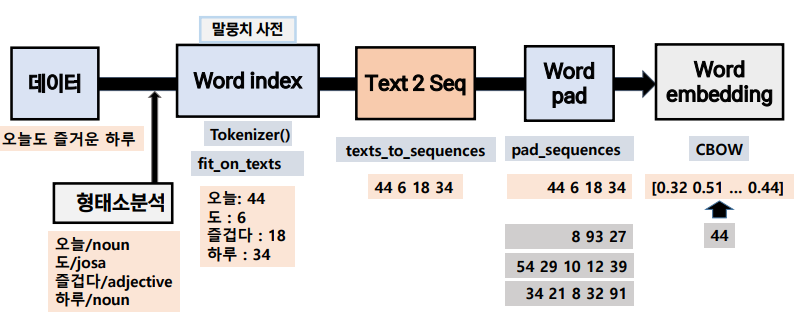 말뭉치 사전
데이터
Word index
Text 2 Seq
Word
pad
Word
embedding
오늘도 즐거운 하루
Tokenizer()
fit_on_texts
texts_to_sequences
pad_sequences
CBOW
형태소분석
오늘: 44
도 : 6
즐겁다 : 18
하루 : 34
44 6 18 34
44 6 18 34
[0.32 0.51 ... 0.44]
오늘/noun
도/josa
즐겁다/adjective
하루/noun
8 93 27
54 29 10 12 39
34 21 8 32 91
44